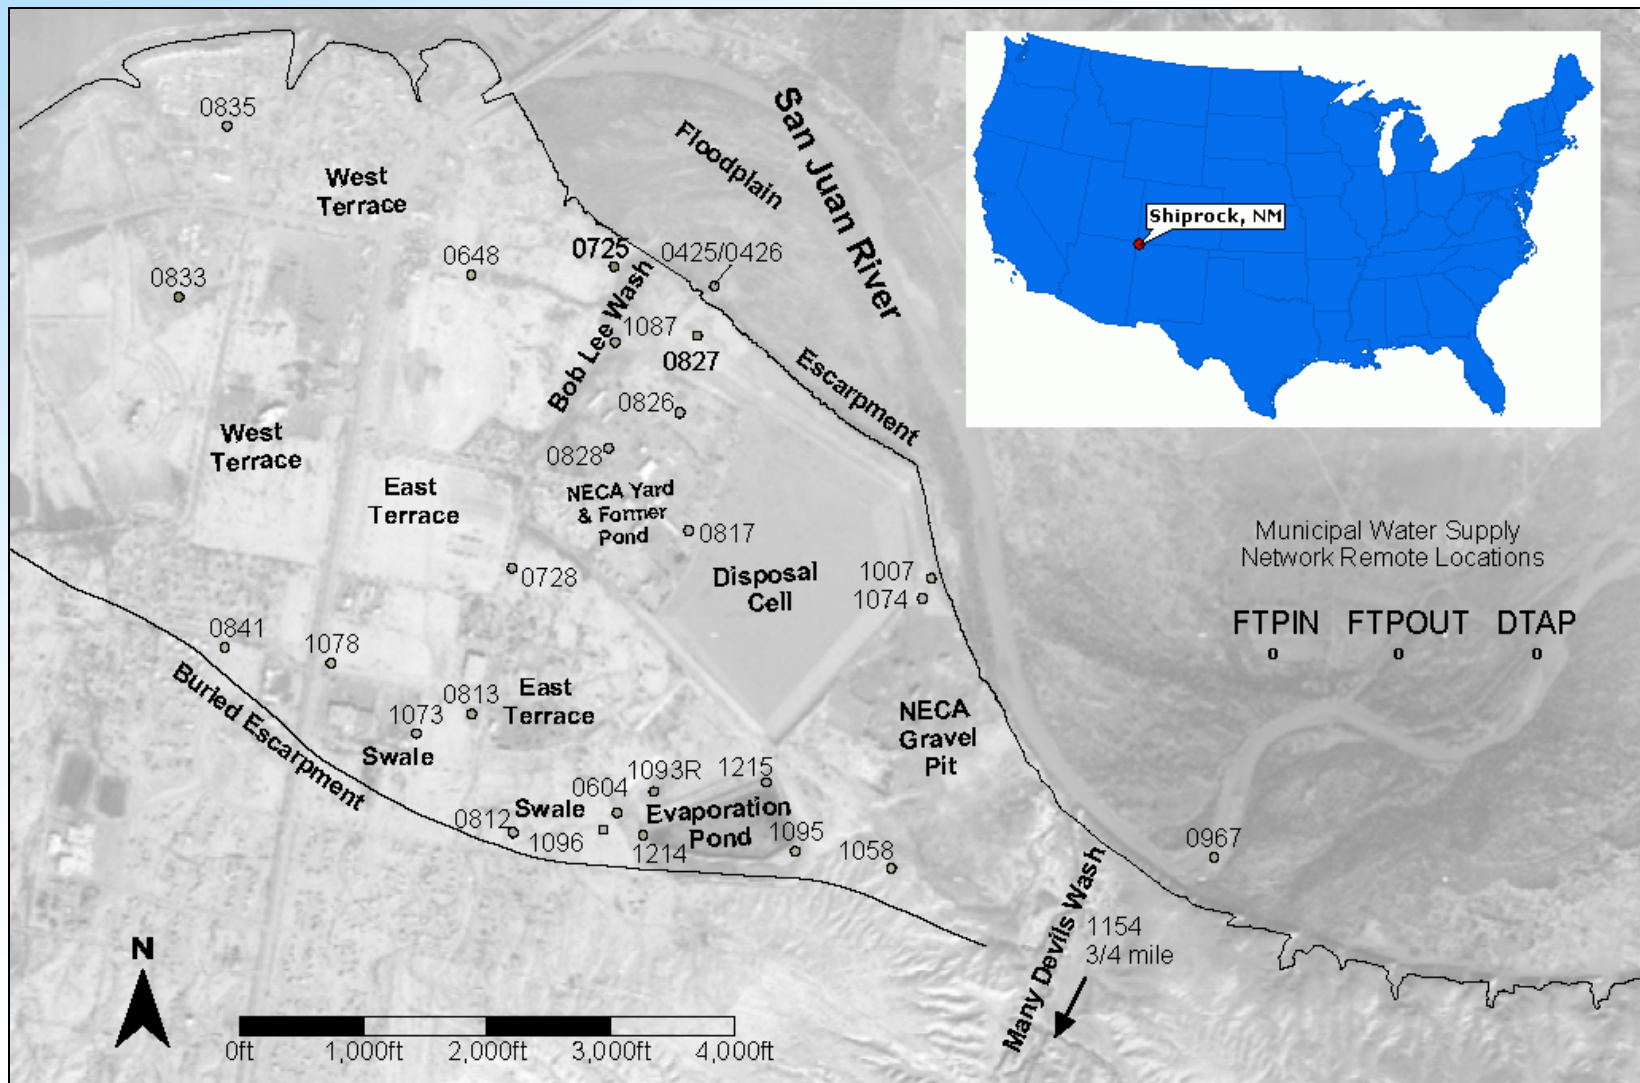 0835
West
Terrace
San Juan River
Floodplain
Shiprock, NM
0833
0648
0725
0425/0426
Bob Lee Wash
1087
0827
Escarpment
0826
West
Terrace
0828
East
Terrace
NECA Yard
& Former
Pond
0817
0728
Disposal
Cell
1007
1074
Municipal Water Supply
Network Remote Locations
FTPIN FTPOUT DTAP
0841
1078
Buried Escarpment
0813
1073
East
Terrace
Swale
NECA
Gravel
Pit
1093R
1215
0604
Swale
Evaporation
Pond
0812
1096
1214
1095
1058
0967
Many Devils Wash
1154
3/4 mile
N
0ft 1,000ft 2,000ft 3,000ft 4,000ft